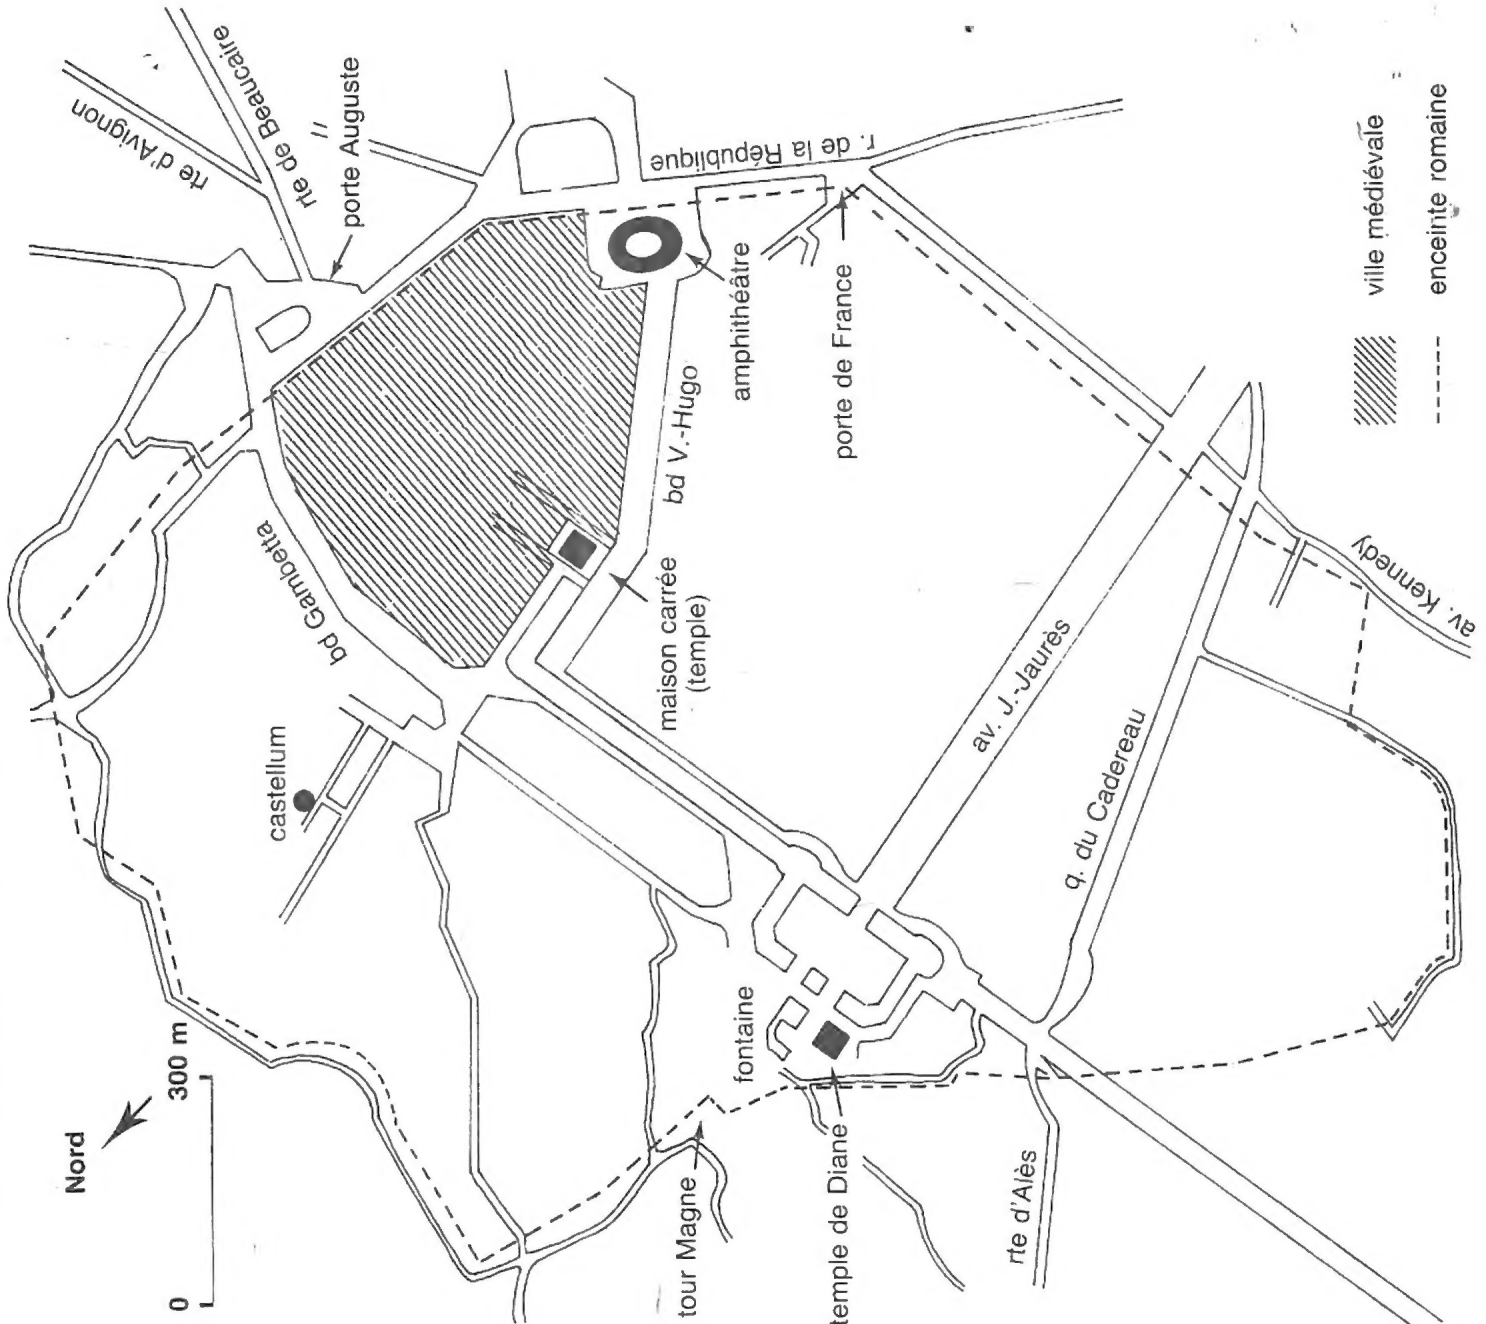 rte d'Avignon
rte de Beaucaire
porte Auguste
r. de la République
ville médiévale
enceinte romaine
amphithéâtre
porte de France
bd V.-Hugo
bd Gambetta
maison carrée
(temple)
castellum
av. J.-Jaurès
q. du Cadereau
av. Kennedy
fontaine
tour Magne
temple de Diane
rte d'Alès
Nord
0
300 m